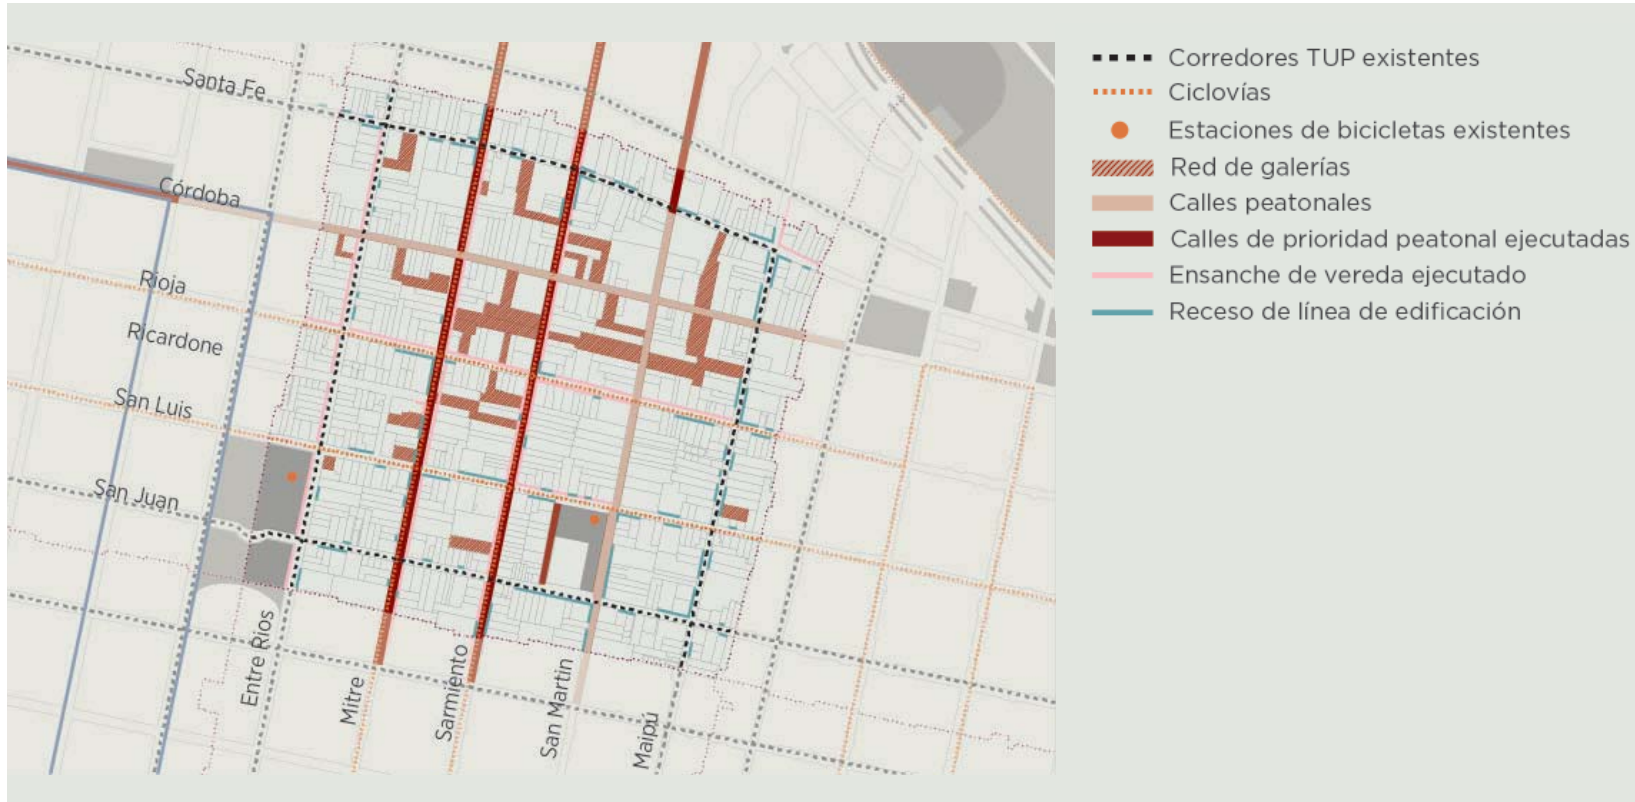 Santa Fe
Córdoba
Rioja
Ricardone
San Luis
San Juan
Entre Rios
Mitre
Sarmiento
San Martin
Maipú
Corredores TUP existentes
Ciclovías
Estaciones de bicicletas existentes
Red de galerías
Calles peatonales
Calles de prioridad peatonal ejecutadas
Ensanche de vereda ejecutado
Receso de línea de edificación